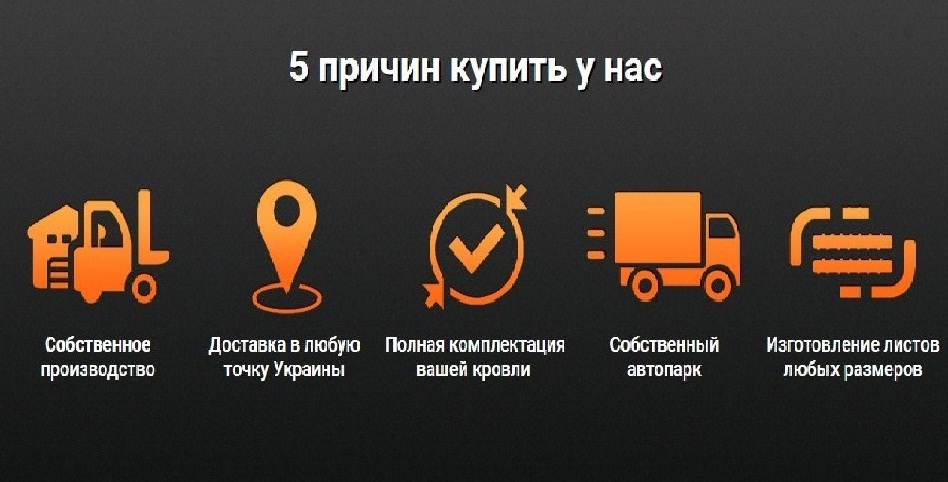 5 причин купить у нас
Собственное
производство
Доставка в любую
точку Украины
Полная комплектация
вашей кровли
Собственный
автопарк
Изготовление листов
любых размеров